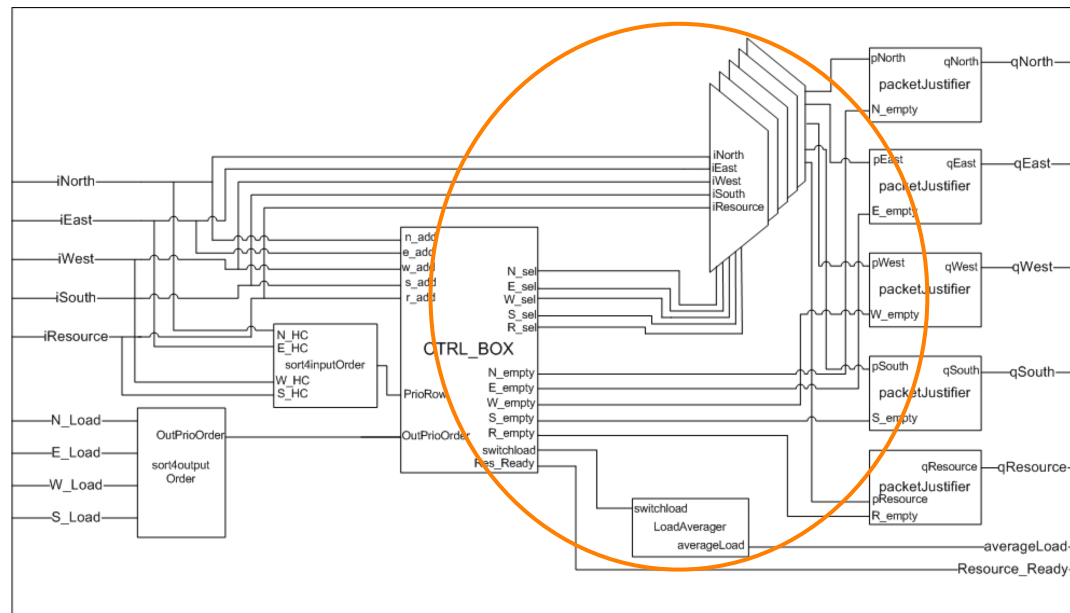 iNorth
iEast
iWest
iSouth
iResource
N_Load
E_Load
W_Load
S_Load
N_HC
E_HC
sort4inputOrder
W_HC
S_HC
OutPrioOrder
sort4output
Order
n_add
e_add
w_add
s_add
r_add
N_sel
E_sel
W_sel
S_sel
R_sel
CTRL_BOX
N_empty
E_empty
PrioRow
W_empty
S_empty
R_empty
OutPrioOrder
switchload
Res_Ready
iNorth
iEast
iWest
iSouth
iResource
switchload
LoadAverager
averageLoad
pNorth
qNorth
packetJustifier
N_empty
pEast
qEast
packetJustifier
E_empty
pWest
qWest
packetJustifier
W_empty
pSouth
qSouth
packetJustifier
S_empty
qResource
packetJustifier
pResource
R_empty
qNorth
qEast
qWest
qSouth
qResource
averageLoad
Resource_Ready